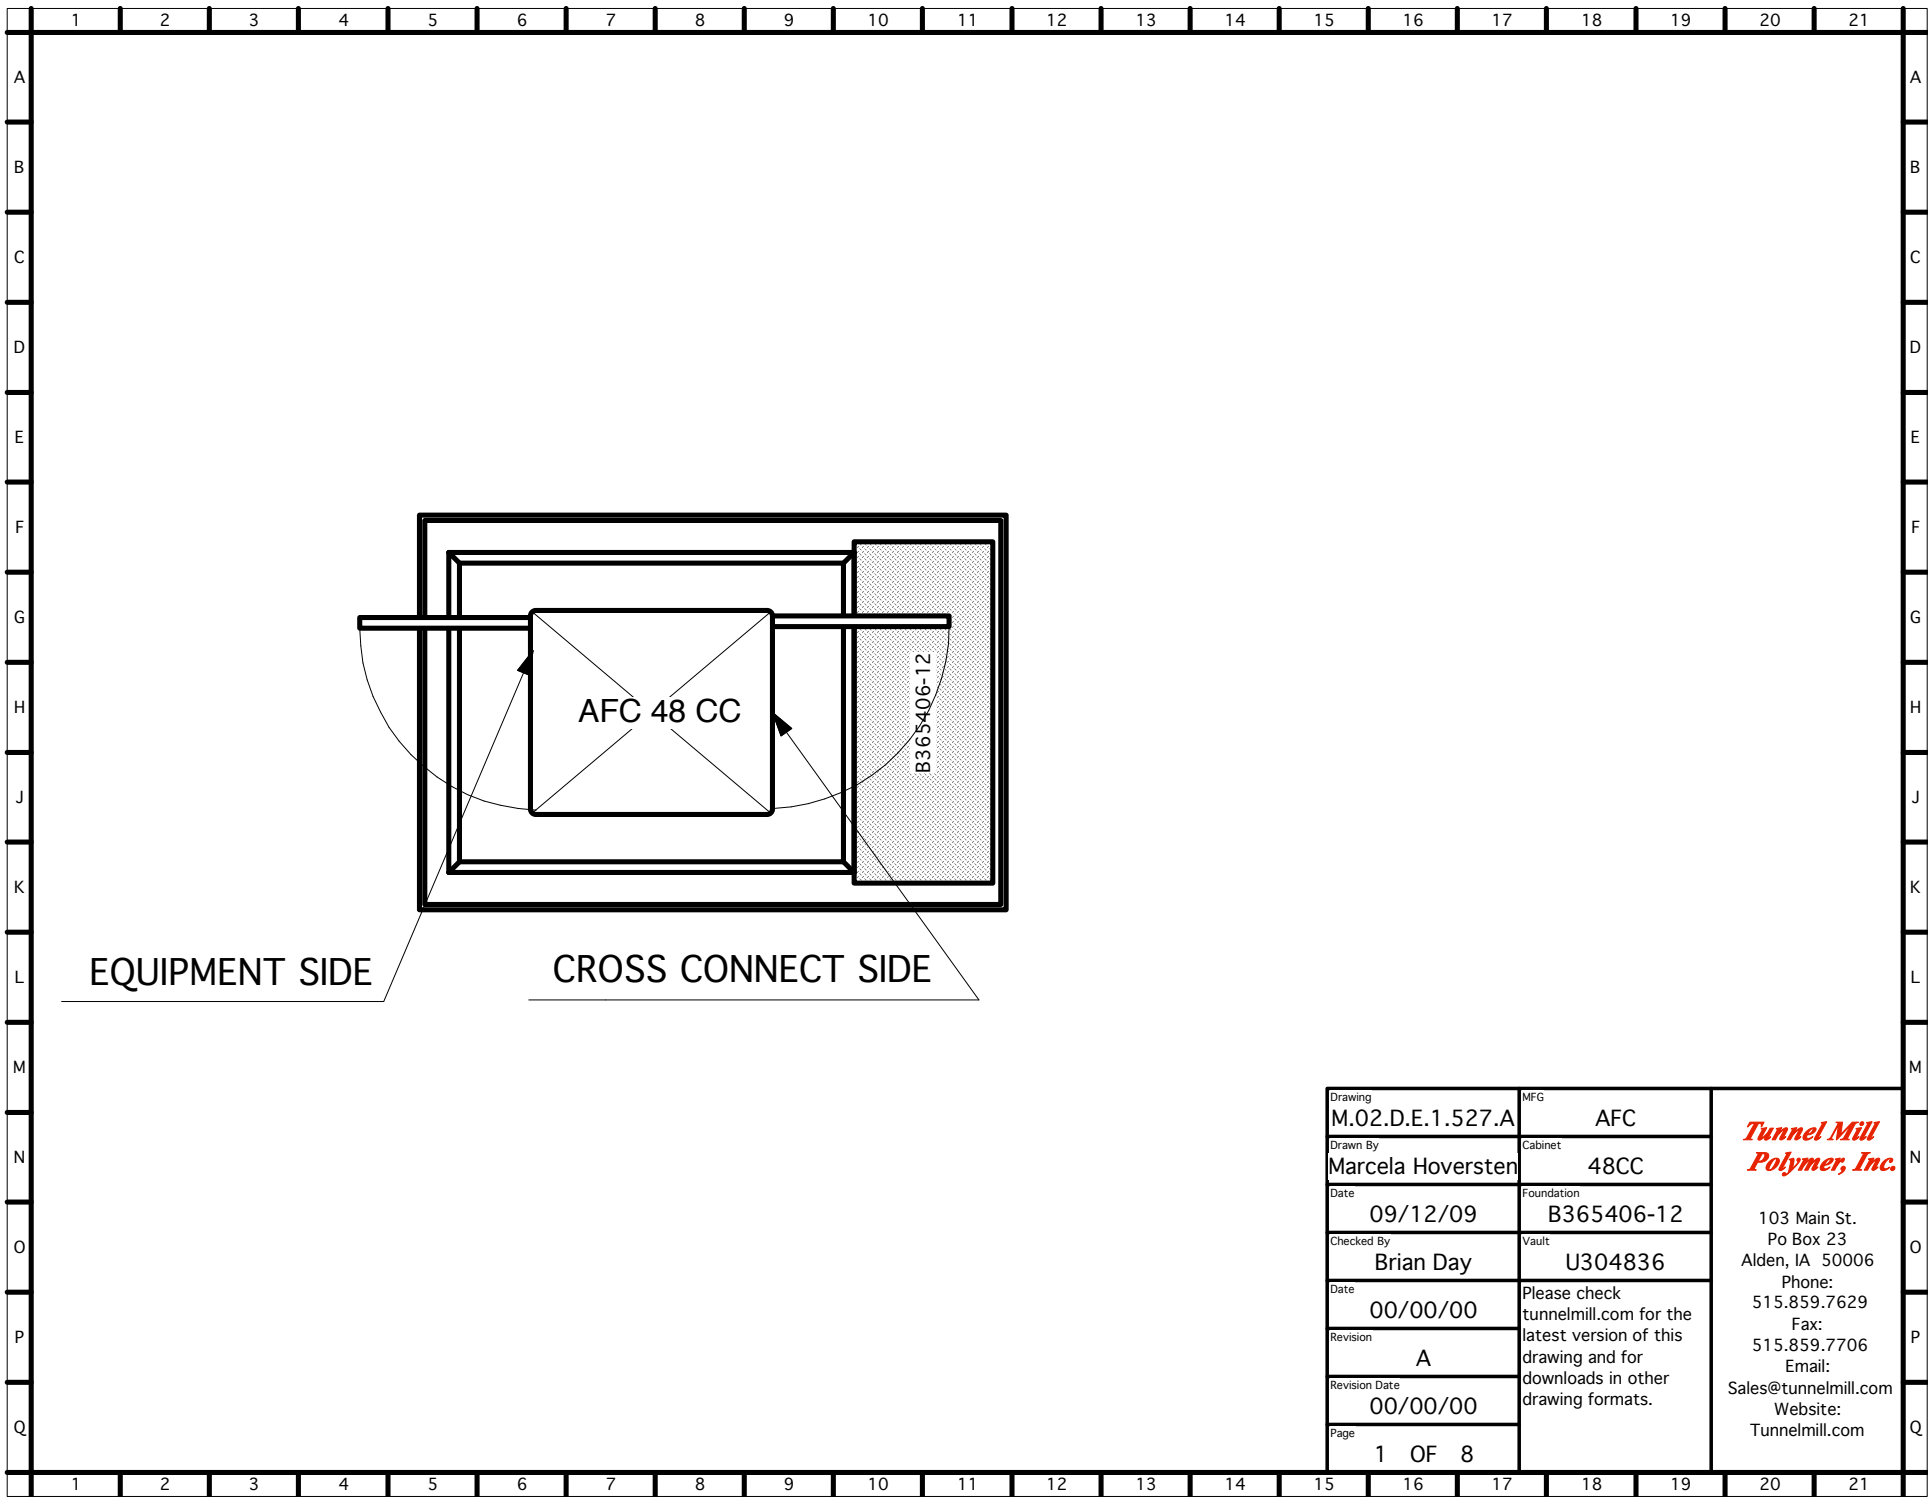 1 2 3 4 5 6 7 8 9 10 11 12 13 14 15 16 17 18 19 20 21
A A
B B
C C
D D
E E
F F
G G
H H
J J
K K
L L
M M
N N
O O
P P
Q Q
AFC 48 CC
B365406-12
EQUIPMENT SIDE
CROSS CONNECT SIDE
Drawing
M.02.D.E.1.527.A
MFG
AFC
Drawn By
Marcela Hoversten
Cabinet
48CC
Date
09/12/09
Foundation
B365406-12
Checked By
Brian Day
Vault
U304836
Date
00/00/00
Revision
A
Revision Date
00/00/00
Page
1 OF 8
Please check
tunnelmill.com for the
latest version of this
drawing and for
downloads in other
drawing formats.
Tunnel Mill
Polymer, Inc.
103 Main St.
Po Box 23
Alden, IA 50006
Phone:
515.859.7629
Fax:
515.859.7706
Email:
Sales@tunnelmill.com
Website:
Tunnelmill.com
1 2 3 4 5 6 7 8 9 10 11 12 13 14 15 16 17 18 19 20 21